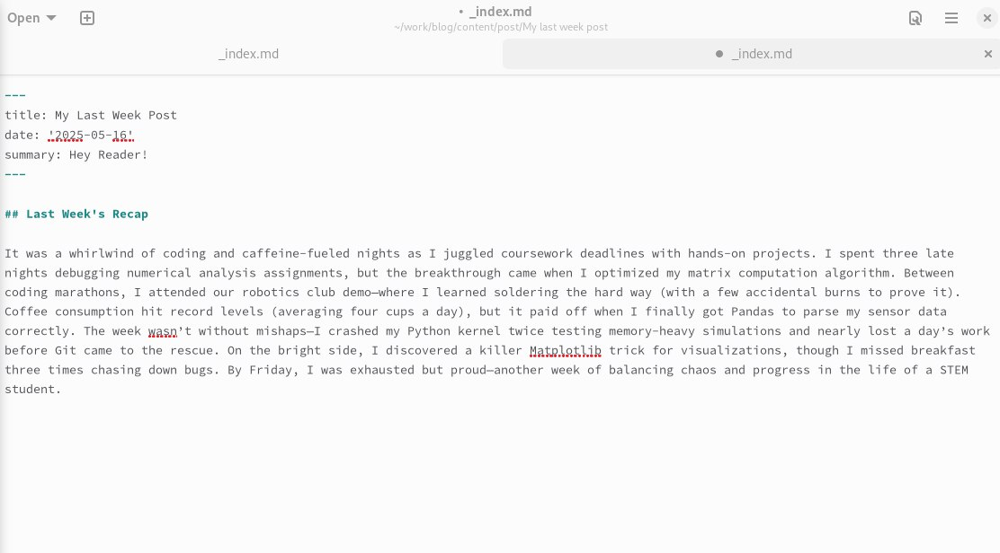 Open
• _index.md
~/work/blog/content/post/My last week post
_index.md
_index.md
---
title: My Last Week Post
date: '2025-05-16'
summary: Hey Reader!
---
## Last Week's Recap
It was a whirlwind of coding and caffeine-fueled nights as I juggled coursework deadlines with hands-on projects. I spent three late
nights debugging numerical analysis assignments, but the breakthrough came when I optimized my matrix computation algorithm. Between
coding marathons, I attended our robotics club demo—where I learned soldering the hard way (with a few accidental burns to prove it).
Coffee consumption hit record levels (averaging four cups a day), but it paid off when I finally got Pandas to parse my sensor data
correctly. The week wasn’t without mishaps—I crashed my Python kernel twice testing memory-heavy simulations and nearly lost a day’s work
before Git came to the rescue. On the bright side, I discovered a killer Matplotlib trick for visualizations, though I missed breakfast
three times chasing down bugs. By Friday, I was exhausted but proud—another week of balancing chaos and progress in the life of a STEM
student.